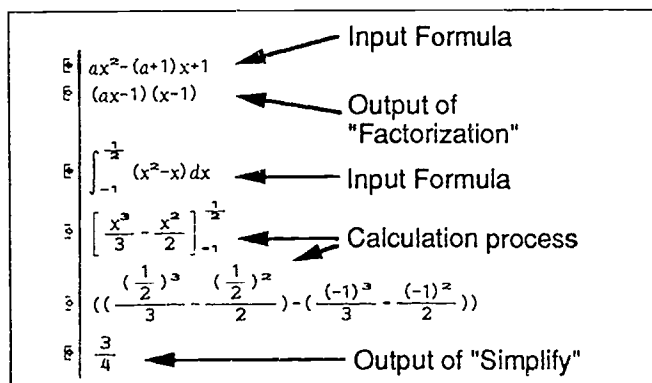 Input Formula
ax²-(a+1)x+1
(ax-1)(x-1)
Output of
"Factorization"
∫₋₁^(1/2) (x²-x)dx
Input Formula
[x³/3 - x²/2]₋₁^(1/2)
Calculation process
(((1/2)³/3 - (1/2)²/2)-((-1)³/3 - (-1)²/2))
3/4
Output of "Simplify"